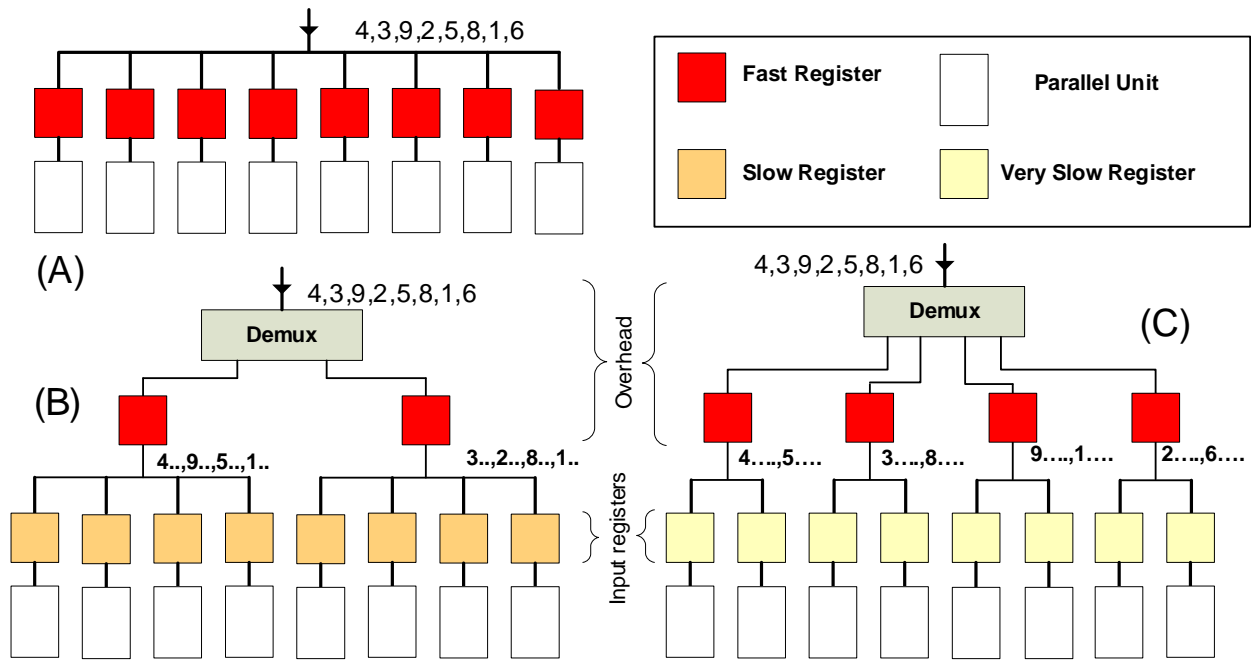 4,3,9,2,5,8,1,6
Fast Register
Parallel Unit
Slow Register
Very Slow Register
(A)
4,3,9,2,5,8,1,6
Demux
(B)
4..,9..,5..,1..
3..,2..,8..,1..
Overhead
Input registers
4,3,9,2,5,8,1,6
Demux
(C)
4....,5....
3....,8....
9....,1....
2....,6....